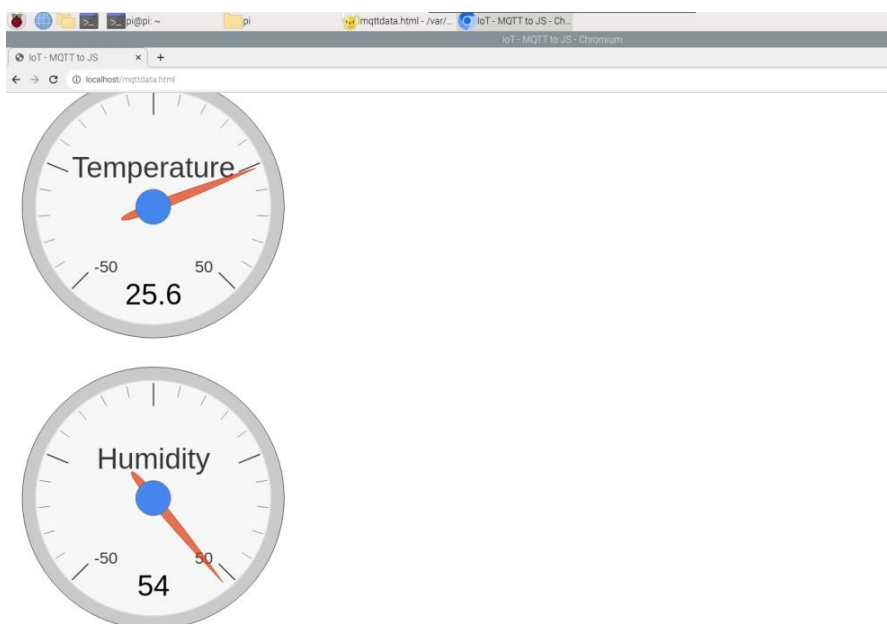 pi@pi: ~
pi
mqttdata.html - /var/...
IoT - MQTT to JS - Ch...
IoT - MQTT to JS - Chromium
IoT - MQTT to JS
localhost/mqttdata.html
Temperature
-50 50
25.6
Humidity
-50 50
54